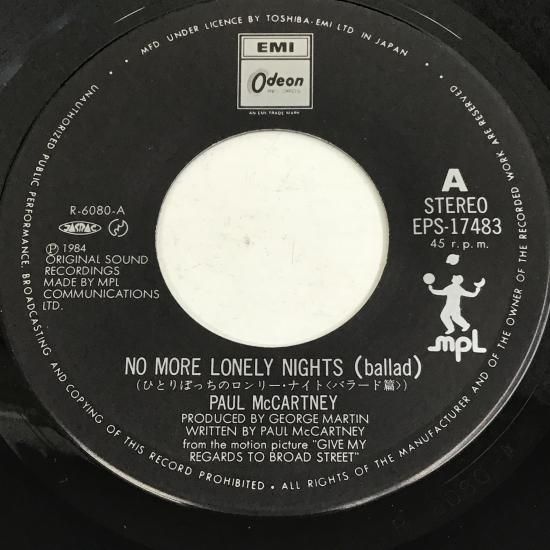 MFD UNDER LICENCE BY TOSHIBA-EMI LTD IN JAPAN • UNAUTHORIZED PUBLIC PERFORMANCE, BROADCASTING AND COPYING OF THIS RECORD PROHIBITED • ALL RIGHTS OF THE MANUFACTURER AND OF THE OWNER OF THE RECORDED WORK ARE RESERVED •
EMI
Odeon
AN EMI TRADE MARK
R-6080-A
JASRAC
℗ 1984
ORIGINAL SOUND
RECORDINGS
MADE BY MPL
COMMUNICATIONS
LTD.
A
STEREO
EPS-17483
45 r.p.m.
mpL
NO MORE LONELY NIGHTS (ballad)
(ひとりぼっちのロンリー・ナイト〈バラード篇〉)
PAUL McCARTNEY
PRODUCED BY GEORGE MARTIN
WRITTEN BY PAUL McCARTNEY
from the motion picture "GIVE MY
REGARDS TO BROAD STREET"